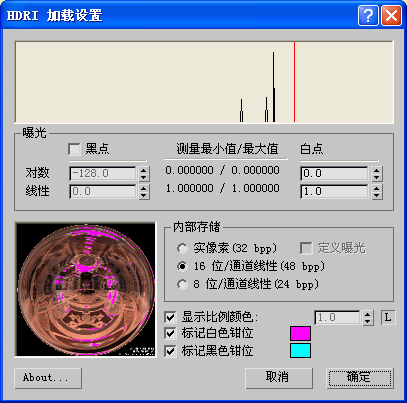 HDRI 加载设置
曝光
黑点 测量最小值/最大值 白点
对数 -128.0 0.000000 / 0.000000 0.0
线性 0.0 1.000000 / 1.000000 1.0
内部存储
实像素(32 bpp) 定义曝光
16 位/通道线性(48 bpp)
8 位/通道线性(24 bpp)
显示比例颜色: 1.0 L
标记白色钳位
标记黑色钳位
About... 取消 确定